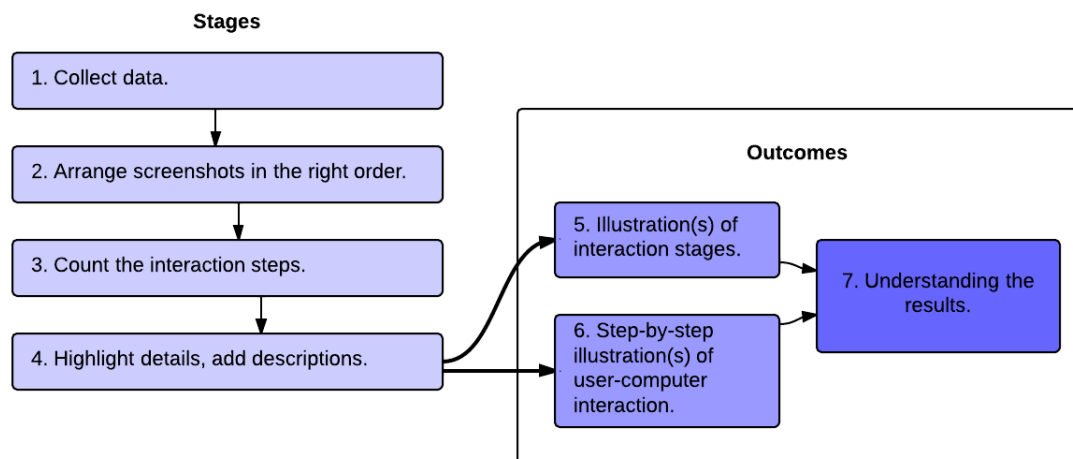 Stages
1. Collect data.
2. Arrange screenshots in the right order.
3. Count the interaction steps.
4. Highlight details, add descriptions.
Outcomes
5. Illustration(s) of
interaction stages.
6. Step-by-step
illustration(s) of
user-computer
interaction.
7. Understanding the
results.